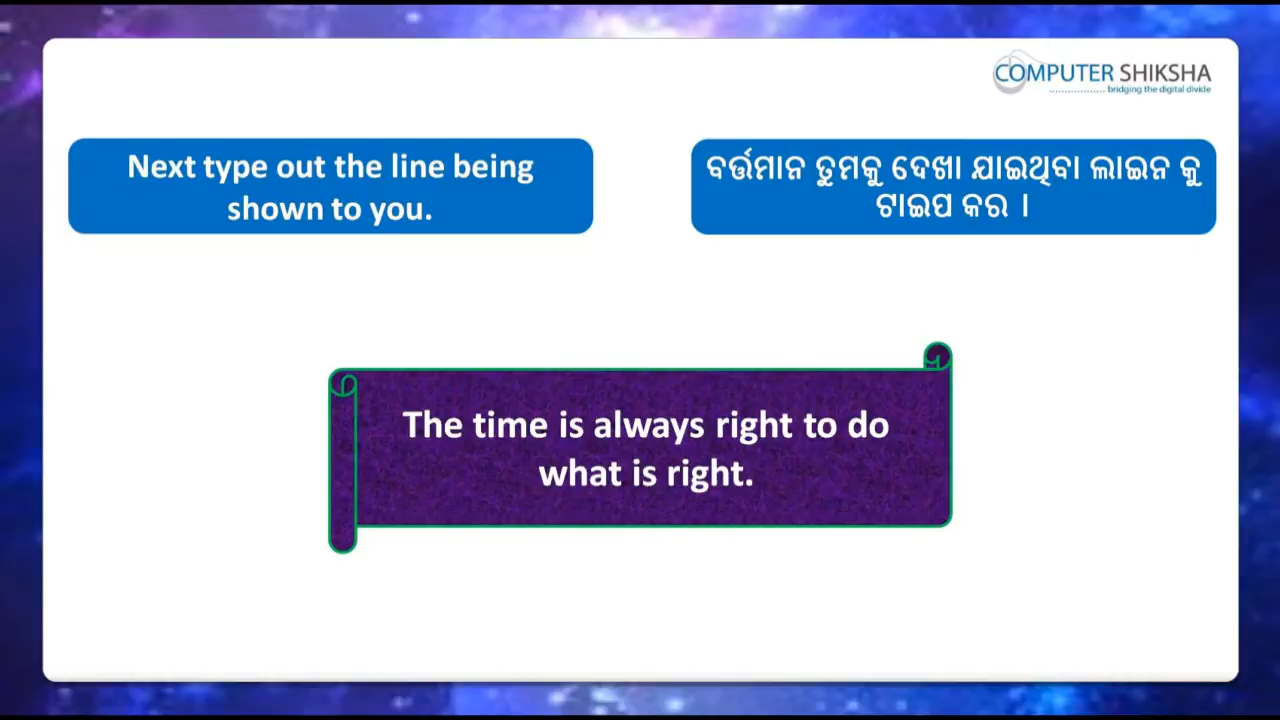 COMPUTER SHIKSHA
bridging the digital divide
Next type out the line being
shown to you.
ବର୍ତ୍ତମାନ ତୁମକୁ ଦେଖା ଯାଇଥିବା ଲାଇନ କୁ
ଟାଇପ କର ।
The time is always right to do
what is right.